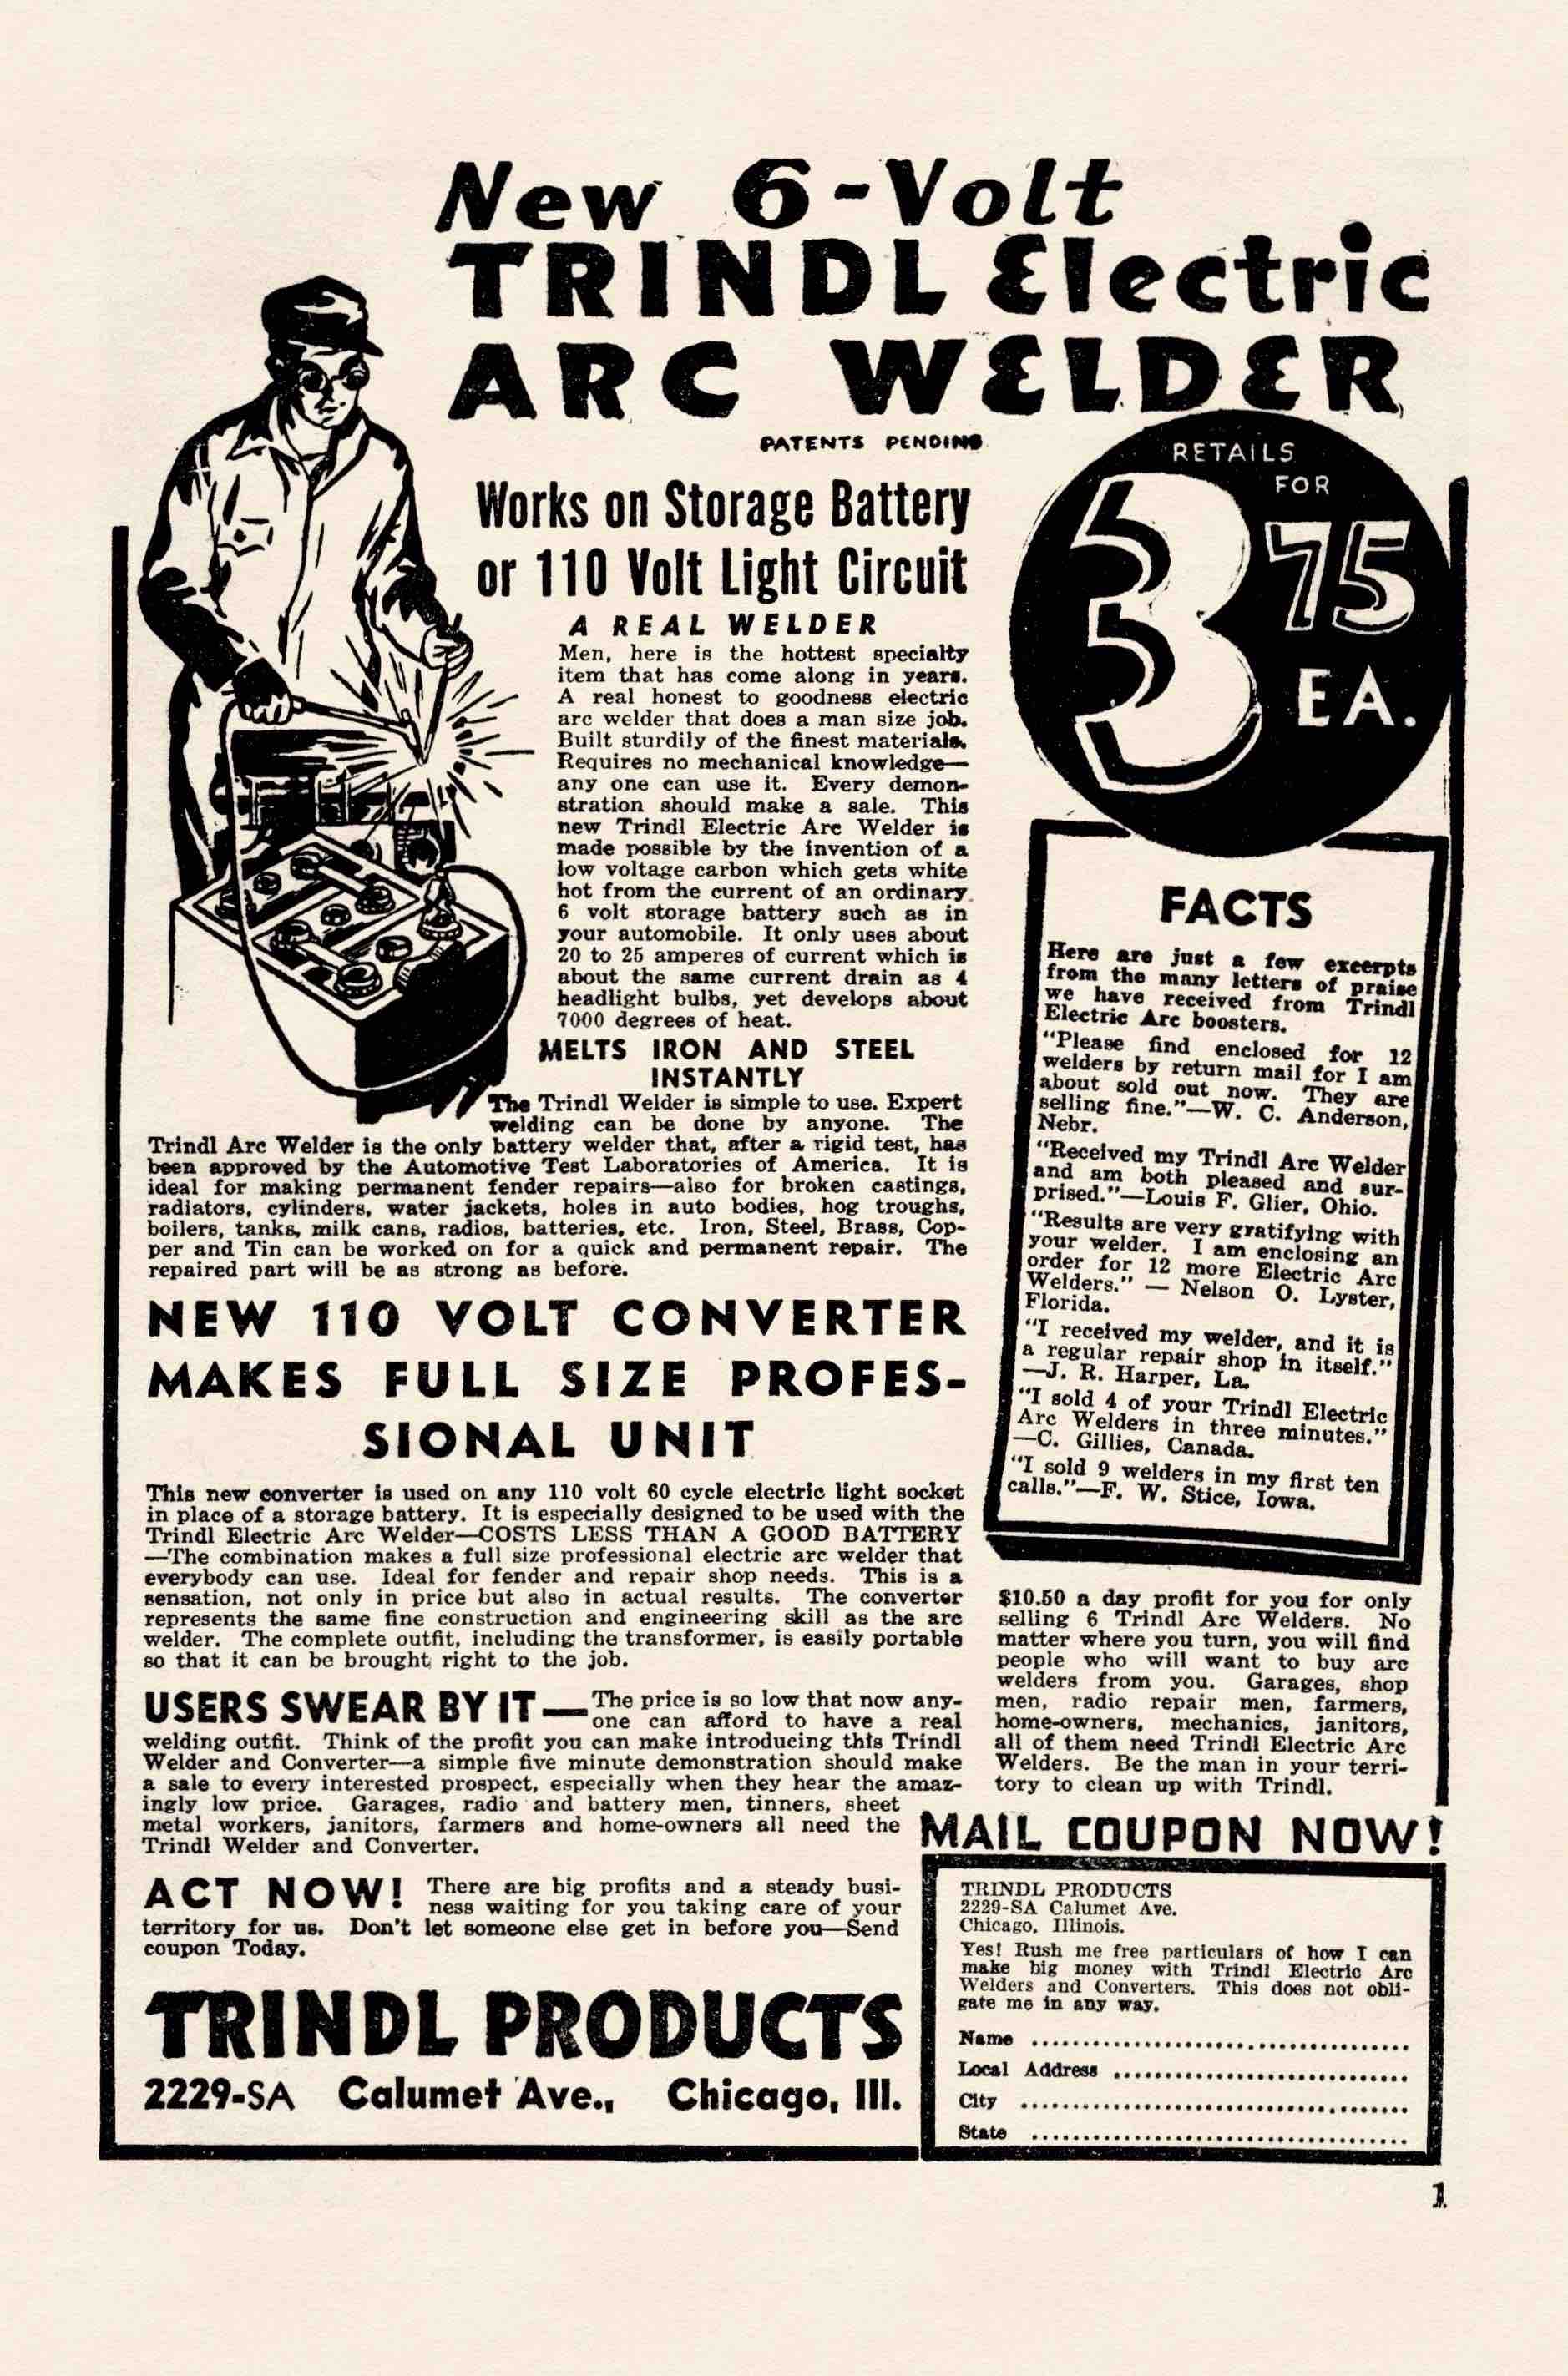 New 6-Volt
TRINDL Electric
ARC WELDER
PATENTS PENDING
RETAILS
FOR
3 75
EA.
Works on Storage Battery
or 110 Volt Light Circuit
A REAL WELDER
Men, here is the hottest specialty
item that has come along in years.
A real honest to goodness electric
arc welder that does a man size job.
Built sturdily of the finest materials.
Requires no mechanical knowledge—
any one can use it. Every demon-
stration should make a sale. This
new Trindl Electric Arc Welder is
made possible by the invention of a
low voltage carbon which gets white
hot from the current of an ordinary
6 volt storage battery such as in
your automobile. It only uses about
20 to 25 amperes of current which is
about the same current drain as 4
headlight bulbs, yet develops about
7000 degrees of heat.
MELTS IRON AND STEEL
INSTANTLY
The Trindl Welder is simple to use. Expert
welding can be done by anyone. The
Trindl Arc Welder is the only battery welder that, after a rigid test, has
been approved by the Automotive Test Laboratories of America. It is
ideal for making permanent fender repairs—also for broken castings,
radiators, cylinders, water jackets, holes in auto bodies, hog troughs,
boilers, tanks, milk cans, radios, batteries, etc. Iron, Steel, Brass, Cop-
per and Tin can be worked on for a quick and permanent repair. The
repaired part will be as strong as before.
NEW 110 VOLT CONVERTER
MAKES FULL SIZE PROFES-
SIONAL UNIT
This new converter is used on any 110 volt 60 cycle electric light socket
in place of a storage battery. It is especially designed to be used with the
Trindl Electric Arc Welder—COSTS LESS THAN A GOOD BATTERY
—The combination makes a full size professional electric arc welder that
everybody can use. Ideal for fender and repair shop needs. This is a
sensation, not only in price but also in actual results. The converter
represents the same fine construction and engineering skill as the arc
welder. The complete outfit, including the transformer, is easily portable
so that it can be brought right to the job.
USERS SWEAR BY IT— The price is so low that now any-
one can afford to have a real
welding outfit. Think of the profit you can make introducing this Trindl
Welder and Converter—a simple five minute demonstration should make
a sale to every interested prospect, especially when they hear the amaz-
ingly low price. Garages, radio and battery men, tinners, sheet
metal workers, janitors, farmers and home-owners all need the
Trindl Welder and Converter.
ACT NOW! There are big profits and a steady busi-
ness waiting for you taking care of your
territory for us. Don't let someone else get in before you—Send
coupon Today.
TRINDL PRODUCTS
2229-SA Calumet Ave., Chicago, Ill.
FACTS
Here are just a few excerpts
from the many letters of praise
we have received from Trindl
Electric Arc boosters.
"Please find enclosed for 12
welders by return mail for I am
about sold out now. They are
selling fine."—W. C. Anderson,
Nebr.
"Received my Trindl Arc Welder
and am both pleased and sur-
prised."—Louis F. Glier, Ohio.
"Results are very gratifying with
your welder. I am enclosing an
order for 12 more Electric Arc
Welders." — Nelson O. Lyster,
Florida.
"I received my welder, and it is
a regular repair shop in itself."
—J. R. Harper, La.
"I sold 4 of your Trindl Electric
Arc Welders in three minutes."
—C. Gillies, Canada.
"I sold 9 welders in my first ten
calls."—F. W. Stice, Iowa.
$10.50 a day profit for you for only
selling 6 Trindl Arc Welders. No
matter where you turn, you will find
people who will want to buy arc
welders from you. Garages, shop
men, radio repair men, farmers,
home-owners, mechanics, janitors,
all of them need Trindl Electric Arc
Welders. Be the man in your terri-
tory to clean up with Trindl.
MAIL COUPON NOW!
TRINDL PRODUCTS
2229-SA Calumet Ave.
Chicago, Illinois.
Yes! Rush me free particulars of how I can
make big money with Trindl Electric Arc
Welders and Converters. This does not obli-
gate me in any way.
Name
Local Address
City
State
1